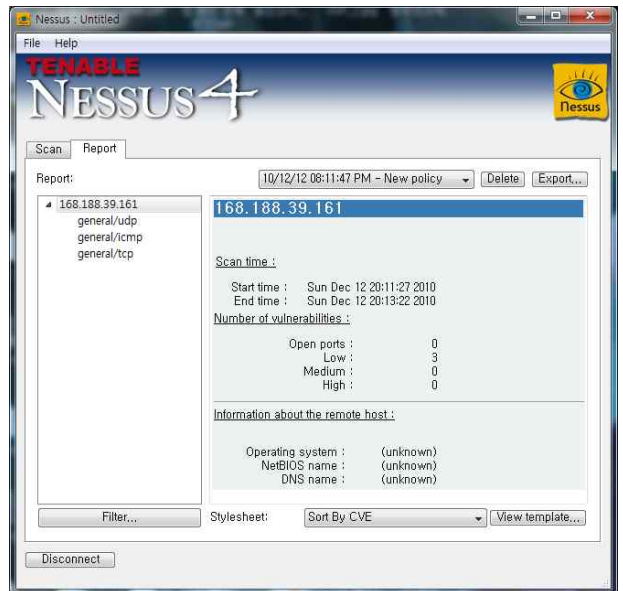 Nessus : Untitled
File Help
TENABLE
NESSUS 4
nessus
Scan Report
Report: 10/12/12 08:11:47 PM - New policy Delete Export...
168.188.39.161
general/udp
general/icmp
general/tcp
168.188.39.161
Scan time :
Start time : Sun Dec 12 20:11:27 2010
End time : Sun Dec 12 20:13:22 2010
Number of vulnerabilities :
Open ports : 0
Low : 3
Medium : 0
High : 0
Information about the remote host :
Operating system : (unknown)
NetBIOS name : (unknown)
DNS name : (unknown)
Filter... Stylesheet: Sort By CVE View template...
Disconnect